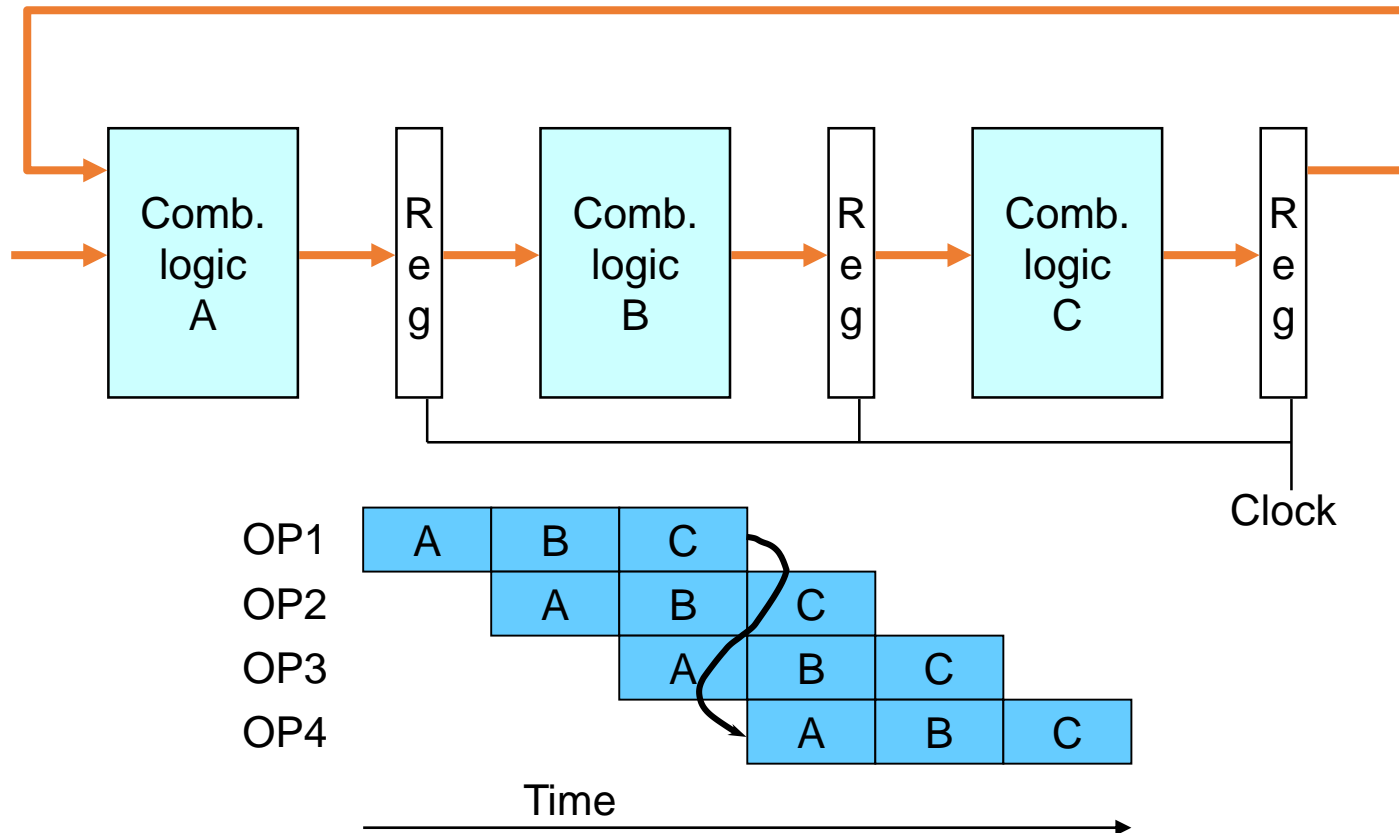 Comb.
logic
A
R
e
g
Comb.
logic
B
R
e
g
Comb.
logic
C
R
e
g
Clock
OP1 A B C
OP2 A B C
OP3 A B C
OP4 A B C
Time